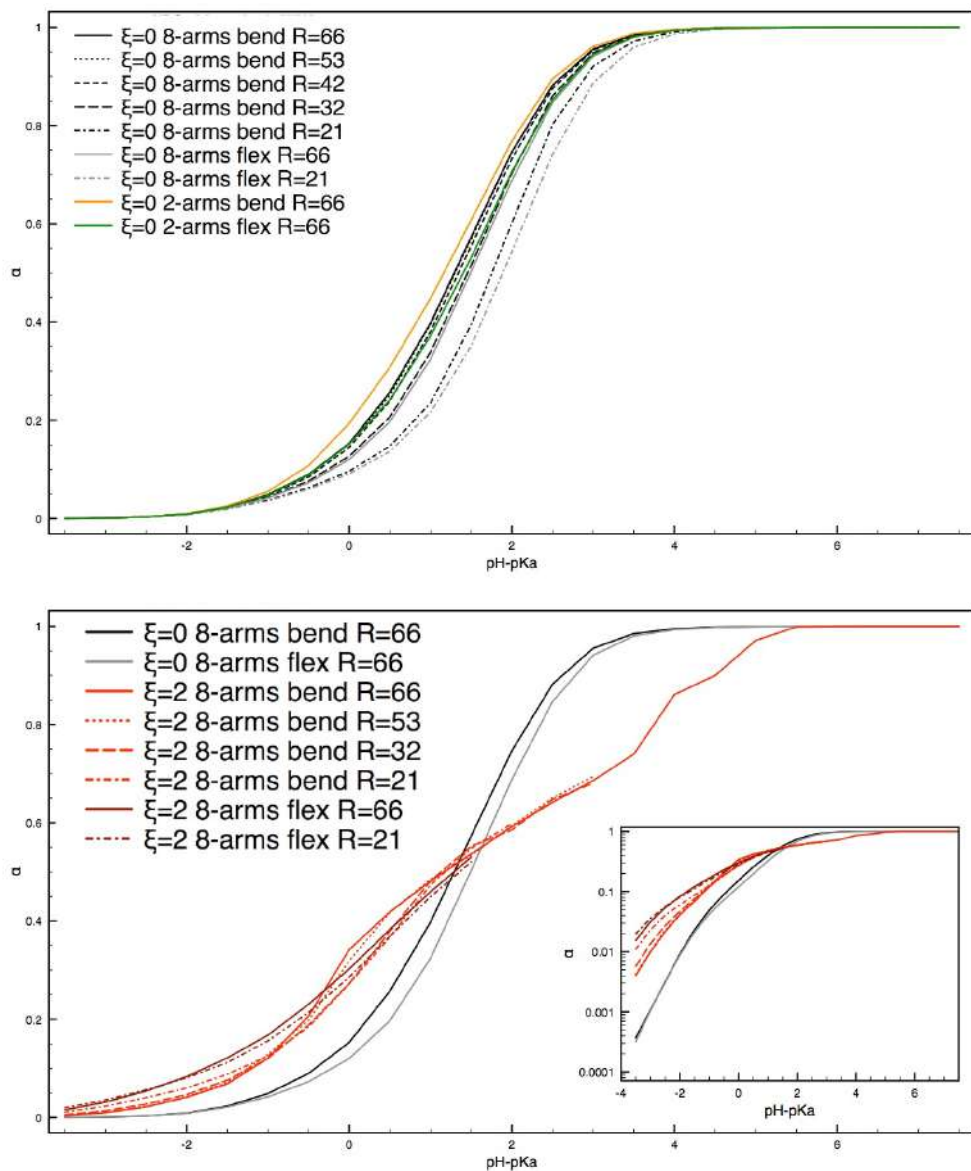 1
ξ=0 8-arms bend R=66
ξ=0 8-arms bend R=53
ξ=0 8-arms bend R=42
ξ=0 8-arms bend R=32
ξ=0 8-arms bend R=21
ξ=0 8-arms flex R=66
ξ=0 8-arms flex R=21
ξ=0 2-arms bend R=66
ξ=0 2-arms flex R=66
0.8
0.6
α
0.4
0.2
0
-2 0 2 4 6
pH-pKa
1
ξ=0 8-arms bend R=66
ξ=0 8-arms flex R=66
ξ=2 8-arms bend R=66
ξ=2 8-arms bend R=53
ξ=2 8-arms bend R=32
ξ=2 8-arms bend R=21
ξ=2 8-arms flex R=66
ξ=2 8-arms flex R=21
0.8
0.6
α
0.4
0.2
0
-2 0 2 4 6
pH-pKa
1
0.1
α
0.01
0.001
0.0001
-4 -2 0 2 4 6
pH-pKa